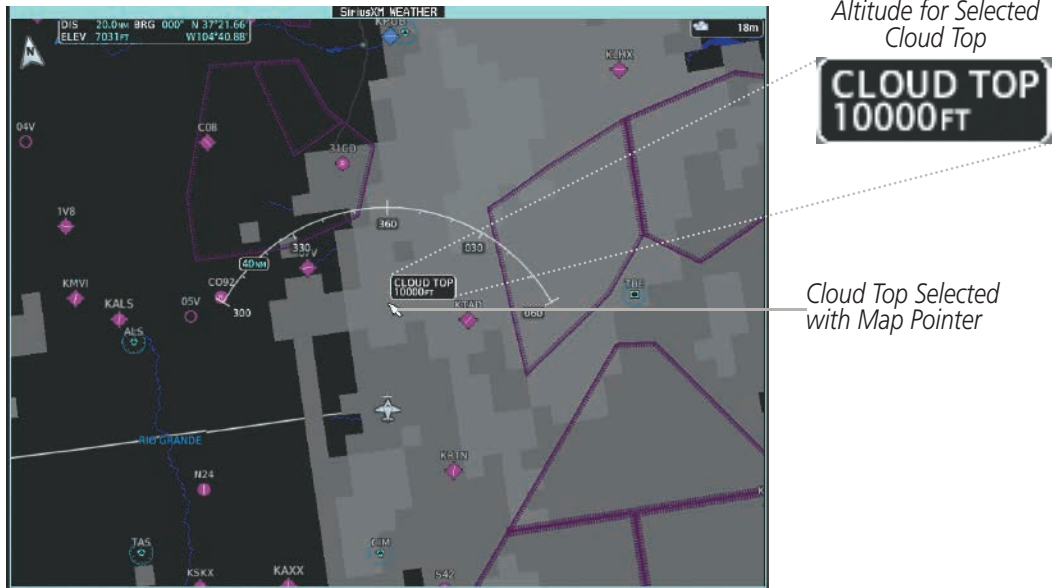 Altitude for Selected
Cloud Top
SiriusXM WEATHER
DIS 20.0NM BRG 000° N 37°21.66'
ELEV 7031FT W104°40.88'
18m
N
KPUB
KLHX
CLOUD TOP
10000FT
04V
C08
31CO
1V8
360
330
030
07V
40NM
KMVI
CO92
CLOUD TOP
10000FT
TBE
KALS
05V
300
KTAD
060
Cloud Top Selected
with Map Pointer
ALS
RIO GRANDE
KRTN
N24
K
TAS
CIM
KSKX
KAXX
S42